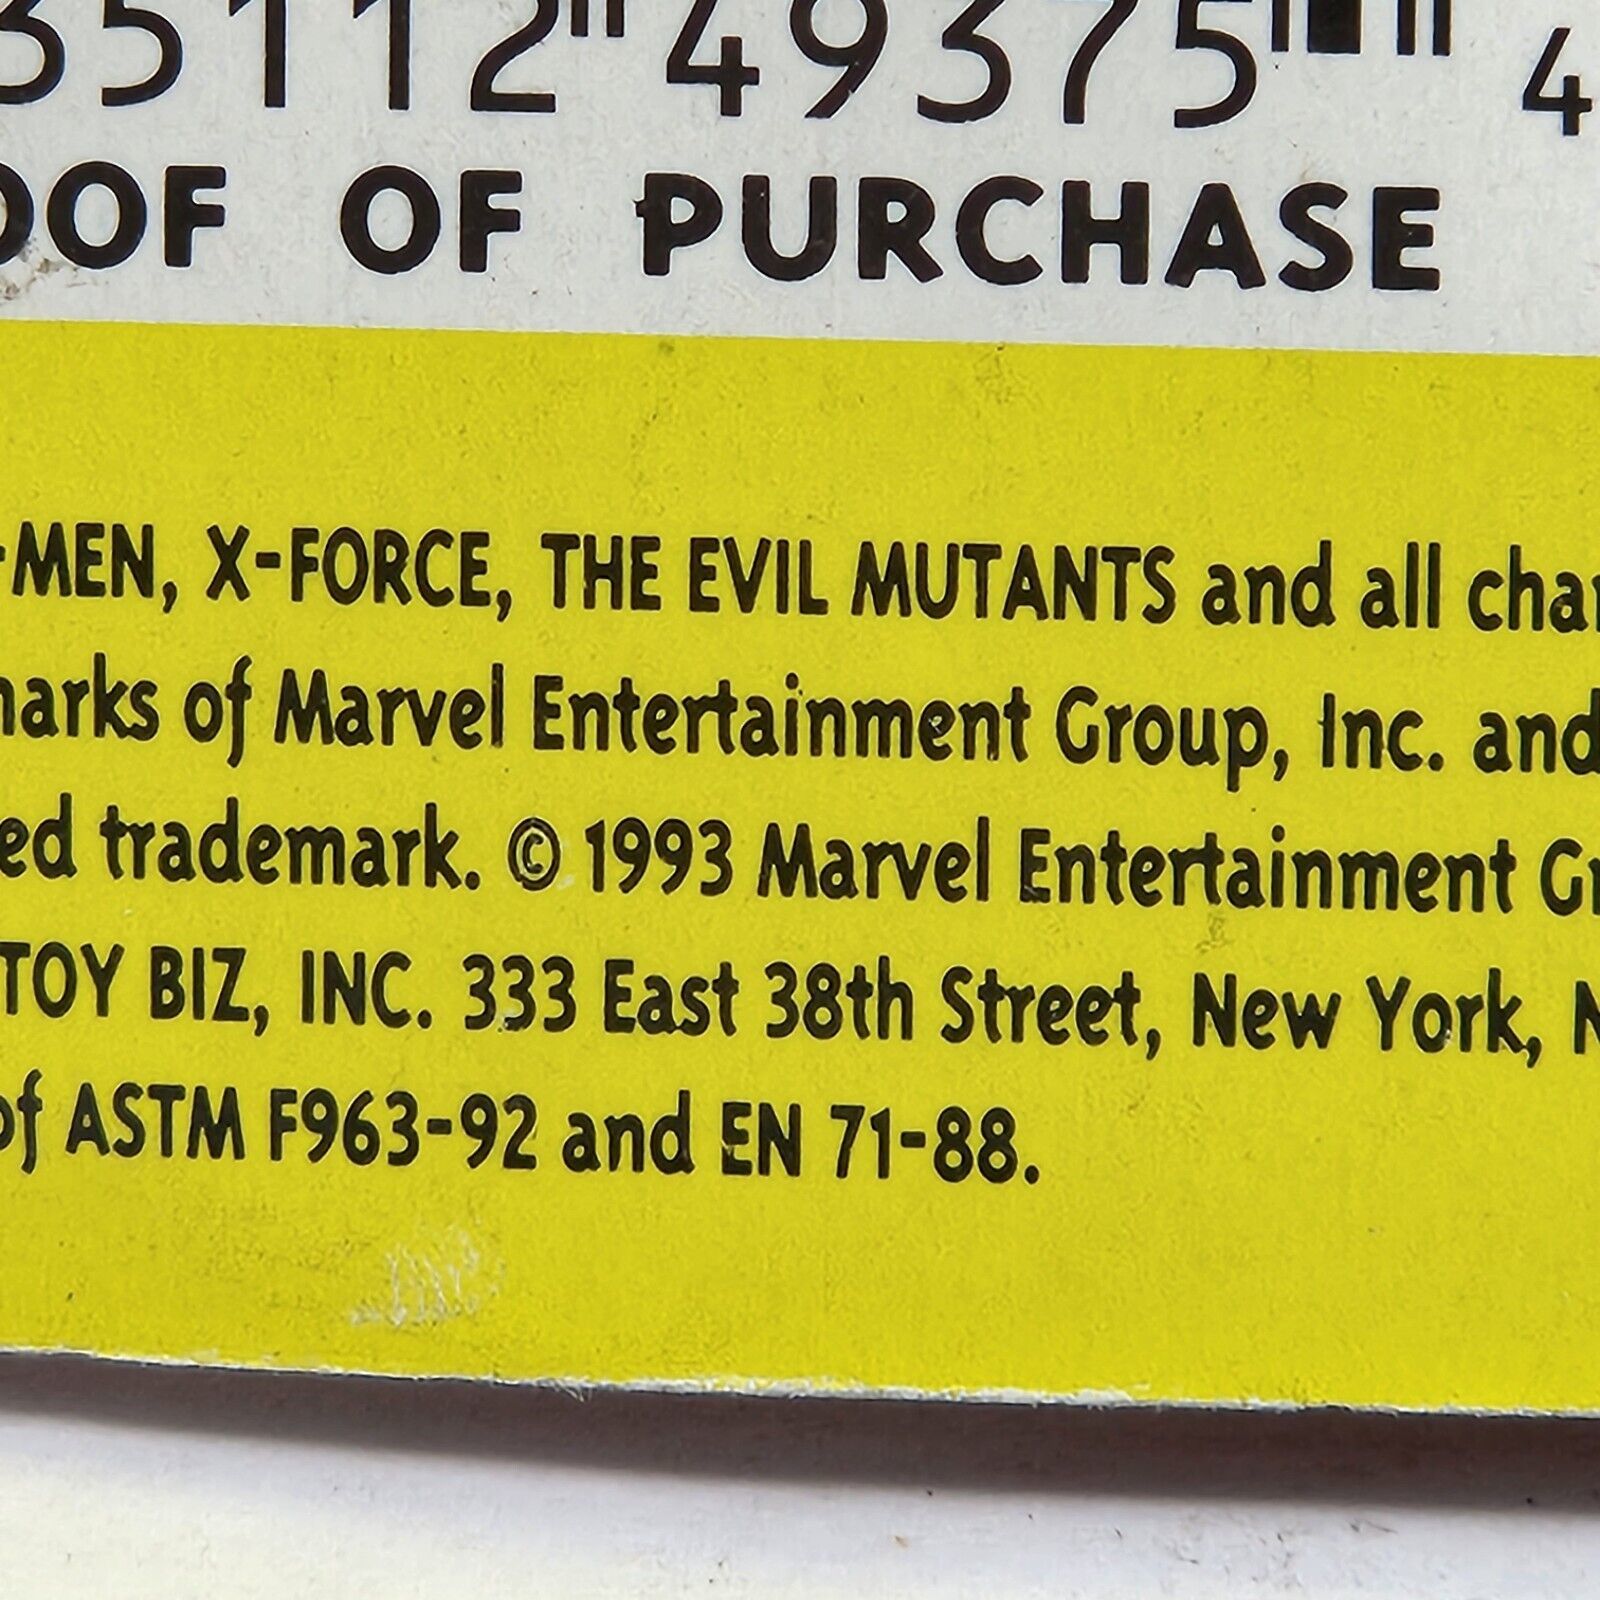 35112 49375 4
OOF OF PURCHASE
-MEN, X-FORCE, THE EVIL MUTANTS and all char
marks of Marvel Entertainment Group, Inc. and
ed trademark. © 1993 Marvel Entertainment Gr
TOY BIZ, INC. 333 East 38th Street, New York, N
of ASTM F963-92 and EN 71-88.